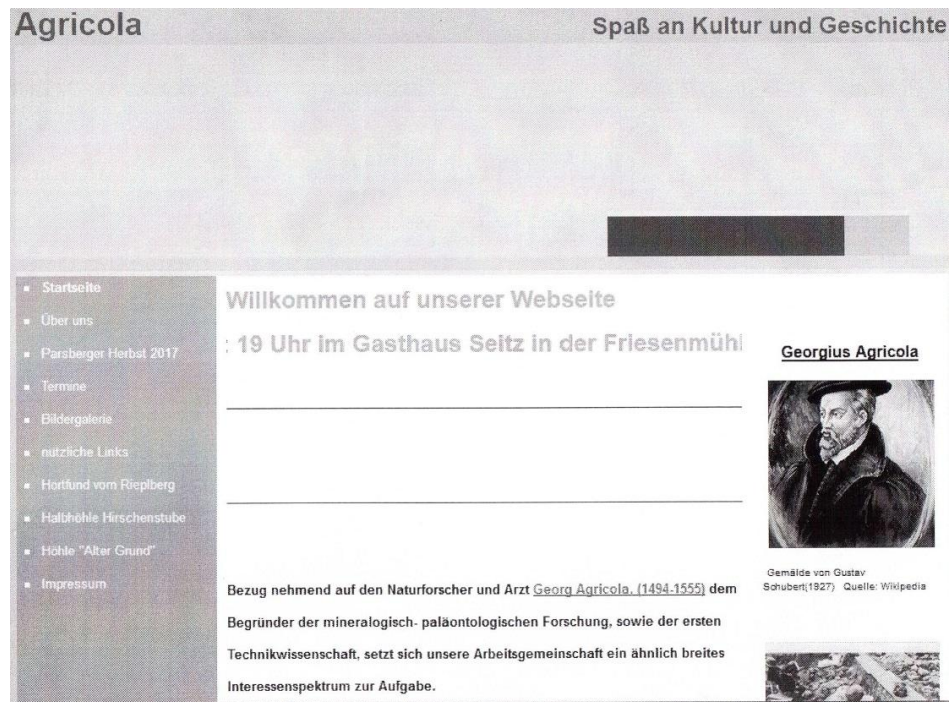 Agricola
Spaß an Kultur und Geschichte
Startseite
Über uns
Parsberger Herbst 2017
Termine
Bildergalerie
nützliche Links
Hortfund vom Rieplberg
Halbhöhle Hirschenstube
Höhle "Alter Grund"
Impressum
Willkommen auf unserer Webseite
: 19 Uhr im Gasthaus Seitz in der Friesenmühl
Bezug nehmend auf den Naturforscher und Arzt Georg Agricola, (1494-1555) dem
Begründer der mineralogisch- paläontologischen Forschung, sowie der ersten
Technikwissenschaft, setzt sich unsere Arbeitsgemeinschaft ein ähnlich breites
Interessenspektrum zur Aufgabe.
Georgius Agricola
Gemälde von Gustav
Schubert(1927) Quelle: Wikipedia